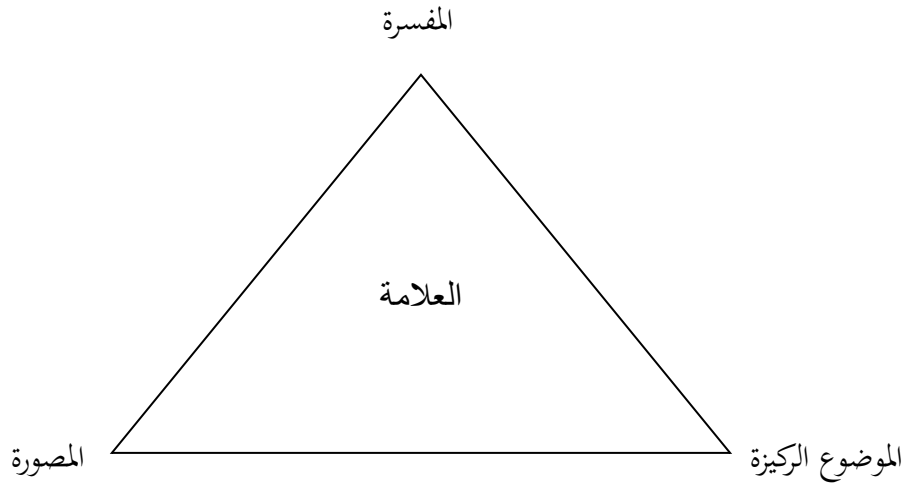 المفسرة
العلامة
الموضوع الركيزة
المصورة